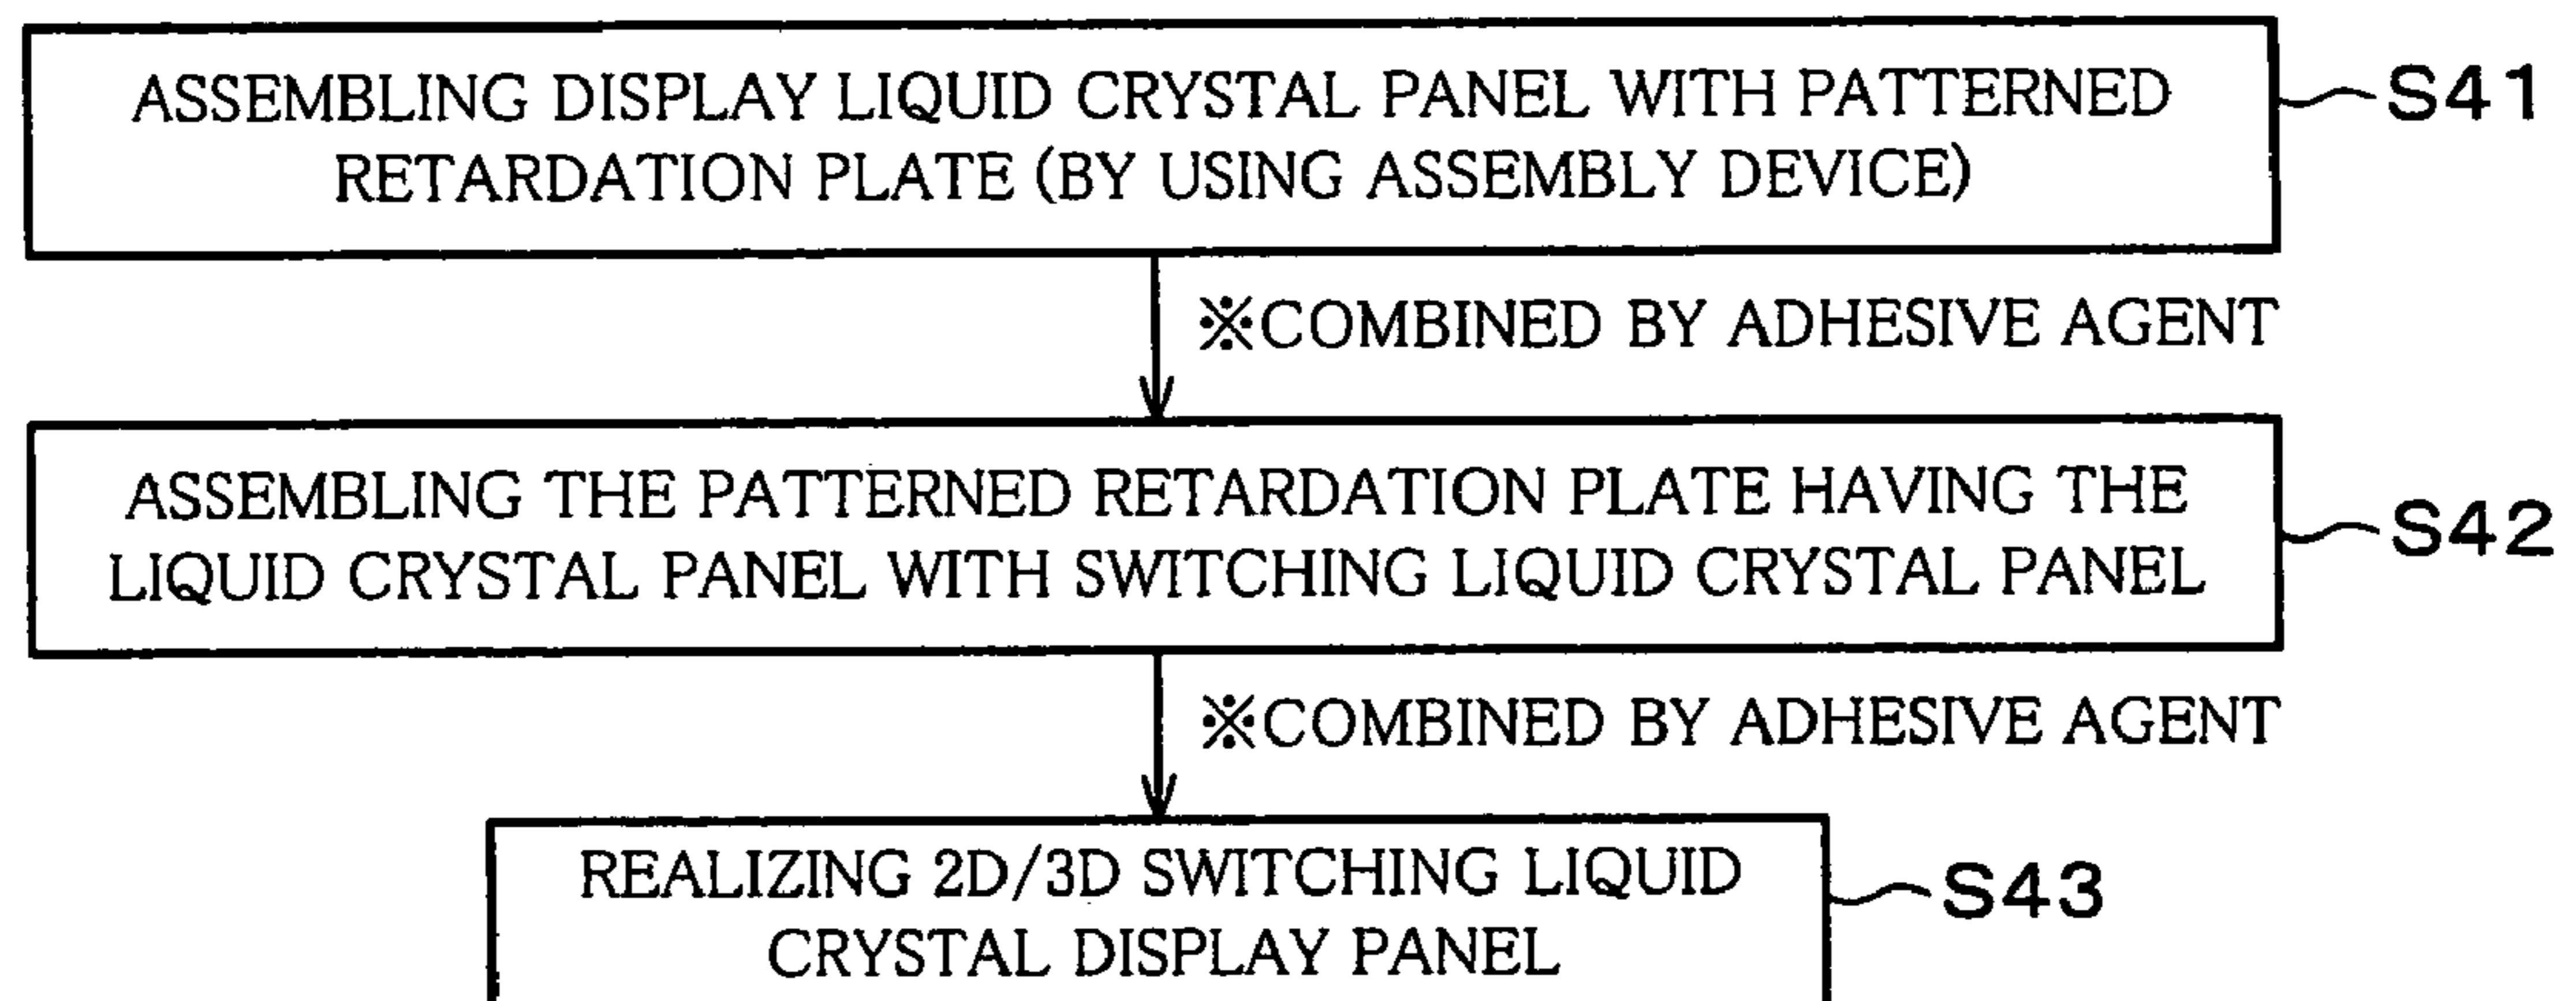 ASSEMBLING DISPLAY LIQUID CRYSTAL PANEL WITH PATTERNED
RETARDATION PLATE (BY USING ASSEMBLY DEVICE)
S41
※COMBINED BY ADHESIVE AGENT
ASSEMBLING THE PATTERNED RETARDATION PLATE HAVING THE
LIQUID CRYSTAL PANEL WITH SWITCHING LIQUID CRYSTAL PANEL
S42
※COMBINED BY ADHESIVE AGENT
REALIZING 2D/3D SWITCHING LIQUID
CRYSTAL DISPLAY PANEL
S43